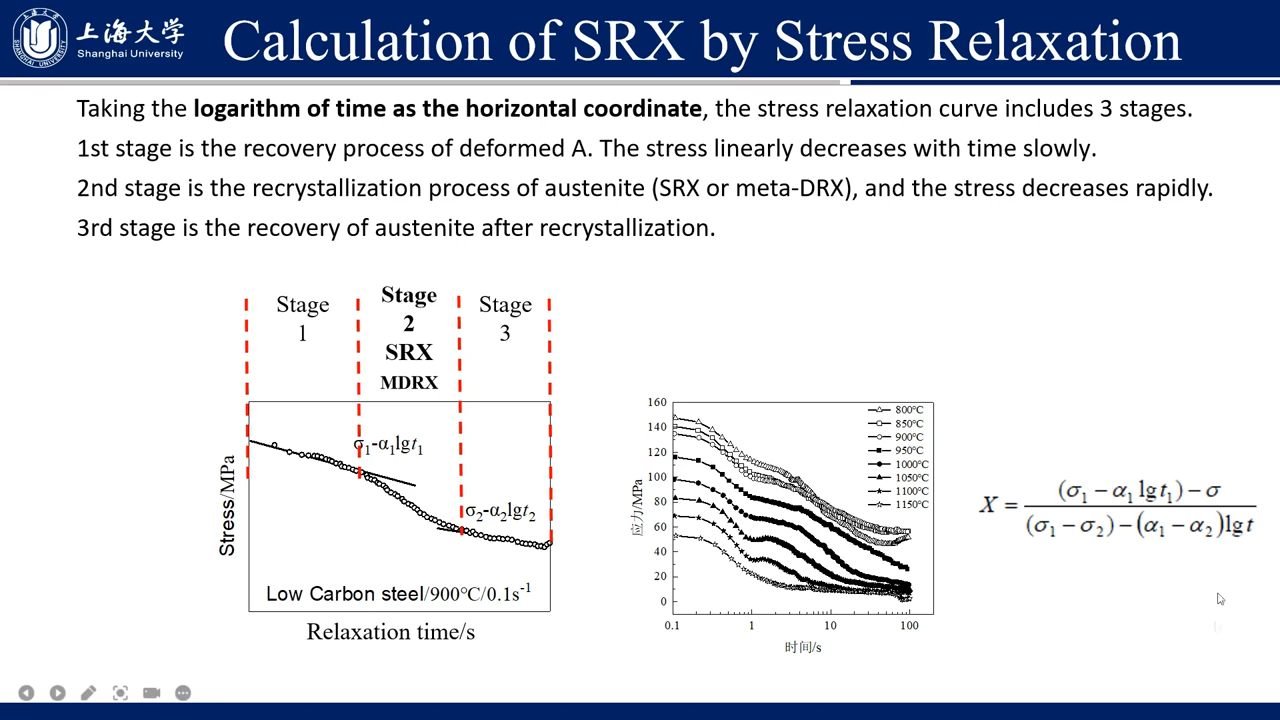 上海大学
Shanghai University
Calculation of SRX by Stress Relaxation
Taking the logarithm of time as the horizontal coordinate, the stress relaxation curve includes 3 stages.
1st stage is the recovery process of deformed A. The stress linearly decreases with time slowly.
2nd stage is the recrystallization process of austenite (SRX or meta-DRX), and the stress decreases rapidly.
3rd stage is the recovery of austenite after recrystallization.
Stage
1
Stage
2
SRX
MDRX
Stage
3
σ₁-α₁lgt₁
σ₂-α₂lgt₂
Stress/MPa
Low Carbon steel/900℃/0.1s⁻¹
Relaxation time/s
160
140
120
100
80
60
40
20
0
应力/MPa
800℃
850℃
900℃
950℃
1000℃
1050℃
1100℃
1150℃
0.1
1
10
100
时间/s
X = ((σ₁ − α₁ lg t₁) − σ) / ((σ₁ − σ₂) − (α₁ − α₂) lg t)